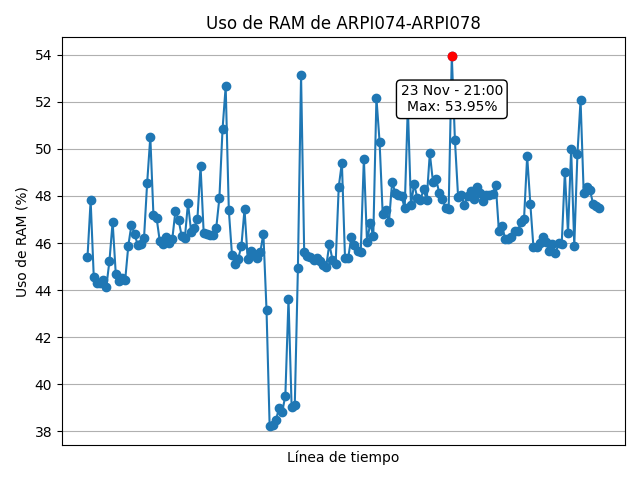 Uso de RAM de ARPI074-ARPI078
54
52
50
48
46
44
42
40
38
Uso de RAM (%)
23 Nov - 21:00
Max: 53.95%
Línea de tiempo